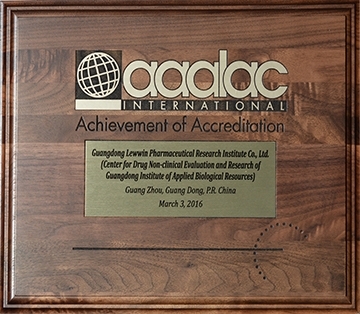 aaalac
INTERNATIONAL
Achievement of Accreditation
Guangdong Lewwin Pharmaceutical Research Institute Co., Ltd.
(Center for Drug Non-clinical Evaluation and Research of
Guangdong Institute of Applied Biological Resources)
Guang Zhou, Guang Dong, P.R. China
March 3, 2016